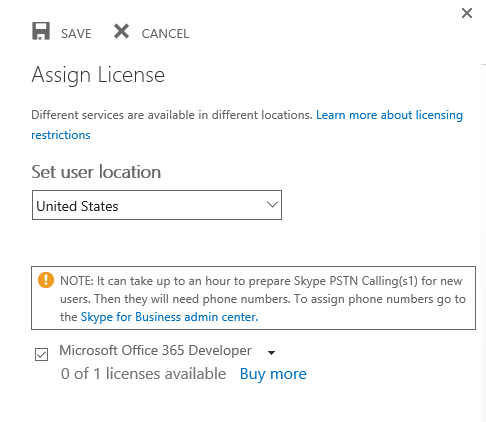 SAVE CANCEL
Assign License
Different services are available in different locations. Learn more about licensing
restrictions
Set user location
United States
NOTE: It can take up to an hour to prepare Skype PSTN Calling(s1) for new
users. Then they will need phone numbers. To assign phone numbers go to
the Skype for Business admin center.
Microsoft Office 365 Developer
0 of 1 licenses available Buy more